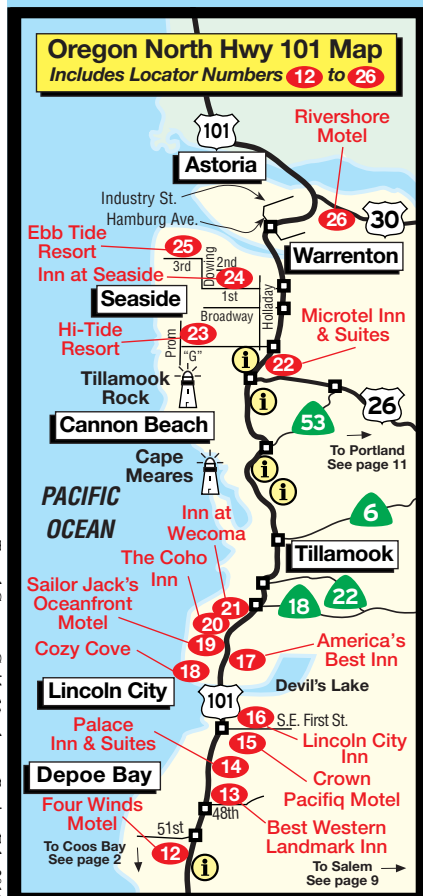 Oregon North Hwy 101 Map
Includes Locator Numbers 12 to 26
101
Rivershore
Motel
Astoria
Industry St.
Hamburg Ave.
26
30
Ebb Tide
Resort
25
3rd
Dowing
2nd
Warrenton
Inn at Seaside
24
1st
Seaside
Broadway
Holladay
Microtel Inn
& Suites
Hi-Tide
Resort
23
Prom
"G"
i
22
Tillamook
Rock
i
26
53
Cannon Beach
To Portland
See page 11
Cape
Meares
i
i
PACIFIC
OCEAN
6
Inn at
Wecoma
Tillamook
The Coho
Inn
22
18
Sailor Jack's
Oceanfront
Motel
21
20
19
America's
Best Inn
Cozy Cove
18
17
Devil's Lake
Lincoln City
101
16
S.E. First St.
Lincoln City
Inn
Palace
Inn & Suites
15
14
Crown
Pacifiq Motel
Depoe Bay
13
48th
Best Western
Landmark Inn
Four Winds
Motel
51st
12
To Coos Bay
See page 2
i
To Salem
See page 9